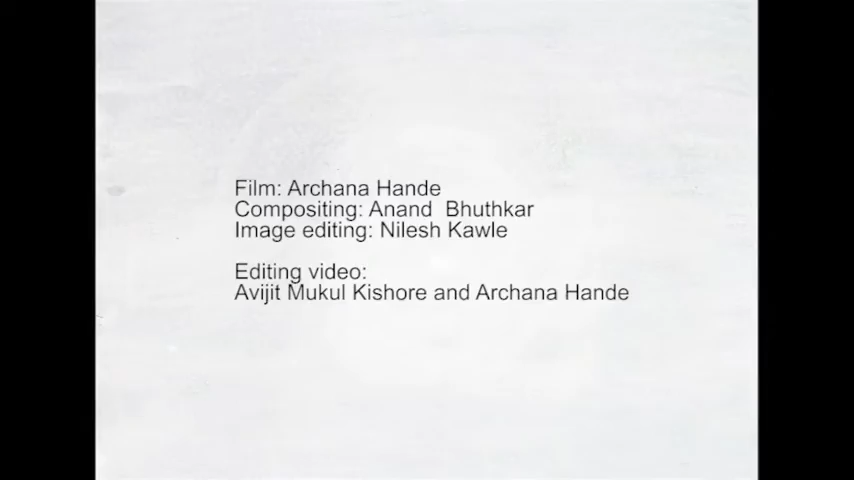 Film: Archana Hande
Compositing: Anand  Bhuthkar
Image editing: Nilesh Kawle
Editing video:
Avijit Mukul Kishore and Archana Hande